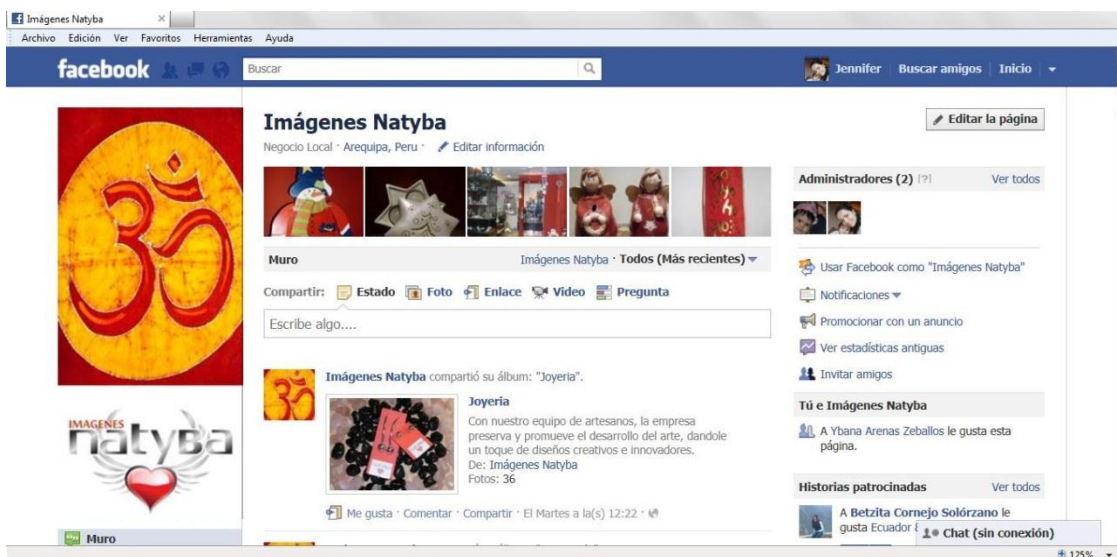 Imágenes Natyba
Archivo Edición Ver Favoritos Herramientas Ayuda
facebook
Buscar
Jennifer Buscar amigos Inicio
Imágenes Natyba
Editar la página
Negocio Local · Arequipa, Peru · Editar información
Administradores (2) [?] Ver todos
Muro Imágenes Natyba · Todos (Más recientes)
Compartir: Estado Foto Enlace Video Pregunta
Escribe algo....
Usar Facebook como "Imágenes Natyba"
Notificaciones
Promocionar con un anuncio
Ver estadísticas antiguas
Invitar amigos
Imágenes Natyba compartió su álbum: "Joyeria".
Joyeria
Con nuestro equipo de artesanos, la empresa
preserva y promueve el desarrollo del arte, dandole
un toque de diseños creativos e innovadores.
De: Imágenes Natyba
Fotos: 36
Me gusta · Comentar · Compartir · El Martes a la(s) 12:22 ·
Tú e Imágenes Natyba
A Ybana Arenas Zeballos le gusta esta
página.
Historias patrocinadas Ver todos
A Betzita Cornejo Solórzano le
gusta Ecuador
Chat (sin conexión)
IMAGENES
natyba
Muro
125%